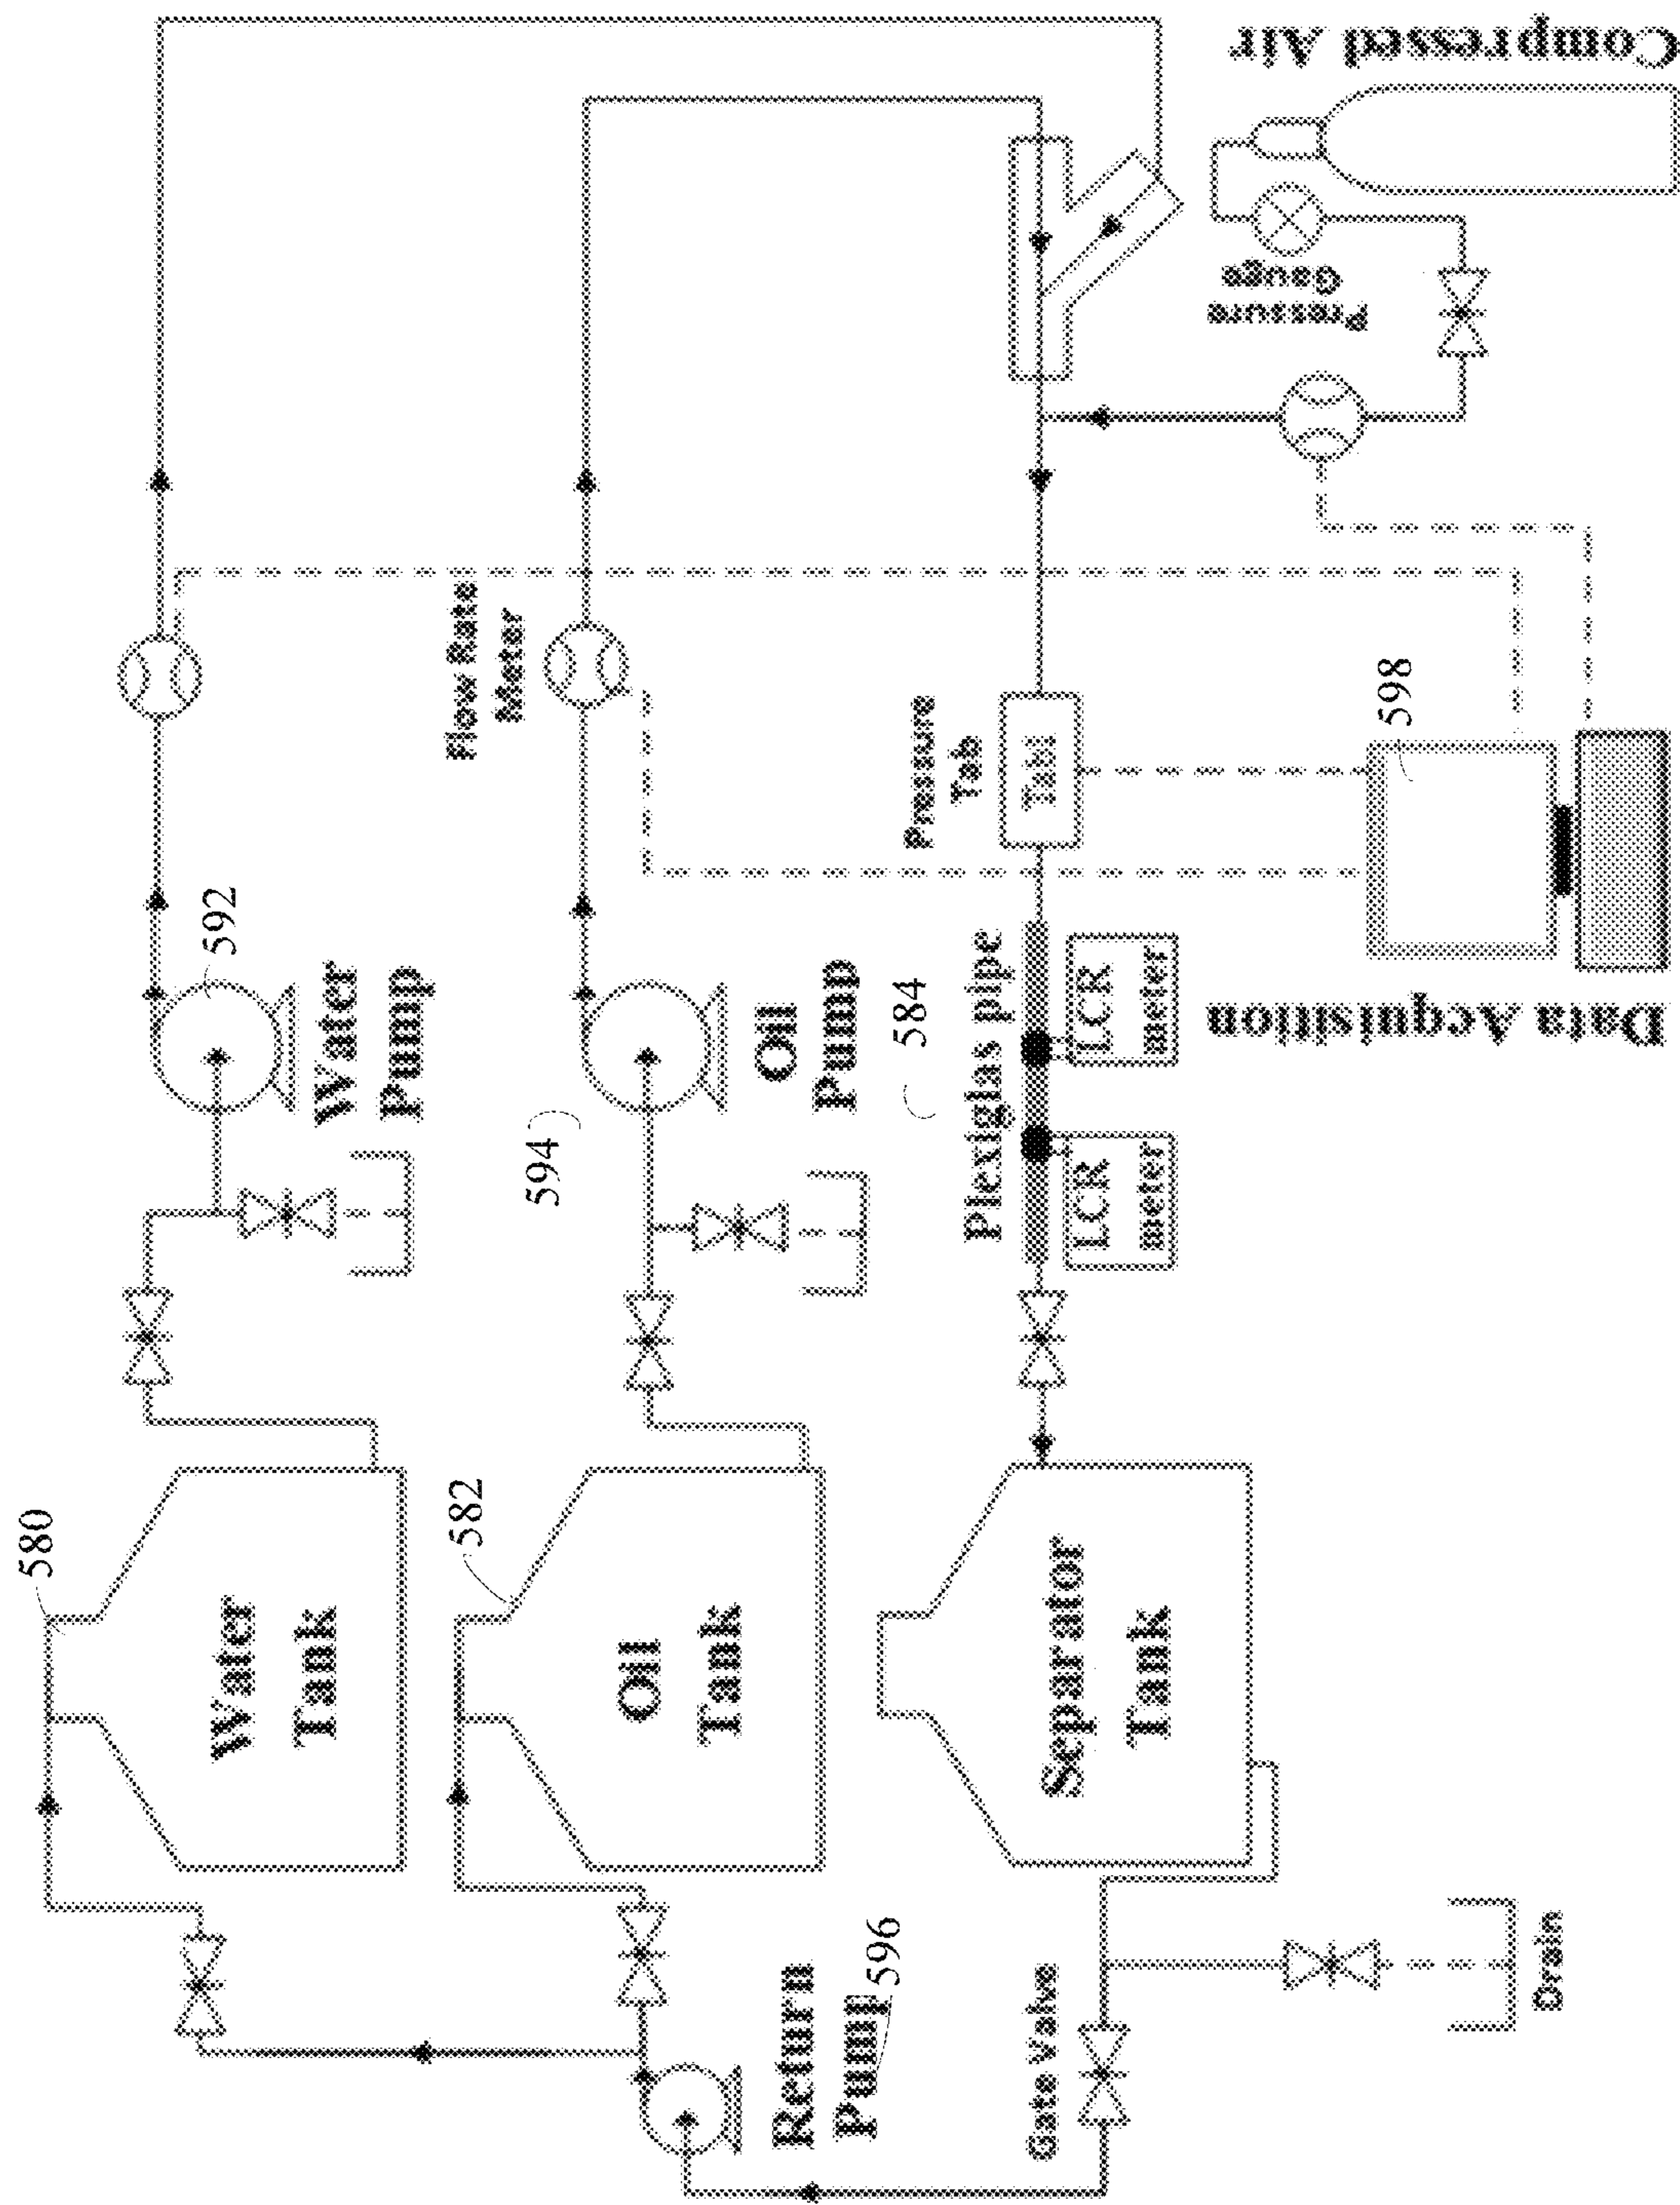 580
Water
Tank
592
Water
Pump
Compressed Air
582
Oil
Tank
594
Oil
Pump
Flow Rate
Meter
Pressure
Gauge
Separator
Tank
584
Plexiglas pipe
LCR
meter
LCR
meter
Pressure
Tab
Tab1
598
Data Acquisition
Return
Pump
596
Gate Valve
Drain